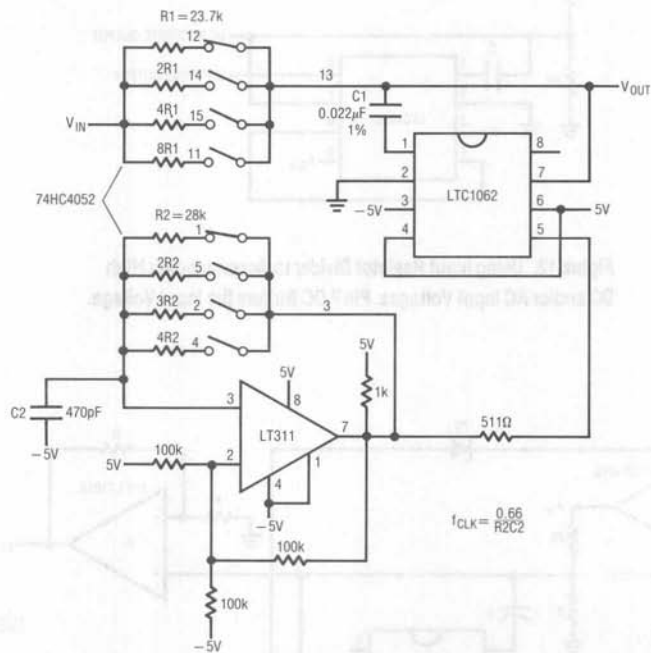 R1 = 23.7k
12
2R1
14
13
4R1
15
VIN
8R1
11
C1
0.022µF
1%
VOUT
1
8
2
7
LTC1062
−5V
3
6
5V
4
5
74HC4052
R2 = 28k
1
2R2
5
3R2
2
3
4R2
4
5V
1k
C2
470pF
−5V
5V
3
8
LT311
7
511Ω
100k
5V
2
1
4
−5V
fCLK = 0.66
R2C2
100k
100k
−5V